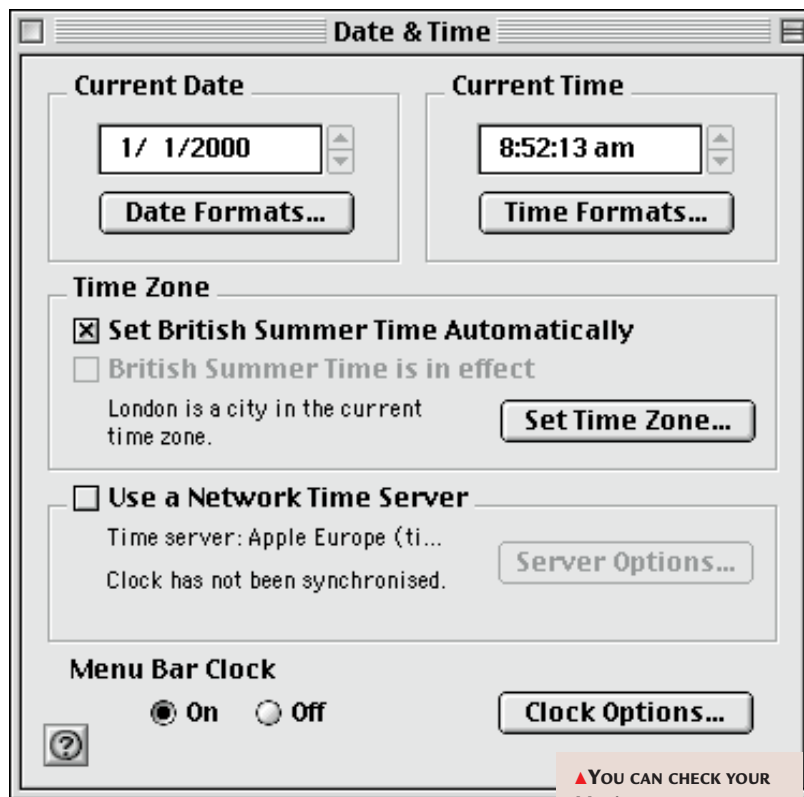 Date & Time
Current Date
Current Time
1/ 1/2000
8:52:13 am
Date Formats...
Time Formats...
Time Zone
Set British Summer Time Automatically
British Summer Time is in effect
London is a city in the current
time zone.
Set Time Zone...
Use a Network Time Server
Time server: Apple Europe (ti...
Clock has not been synchronised.
Server Options...
Menu Bar Clock
On
Off
Clock Options...
?
▲YOU CAN CHECK YOUR